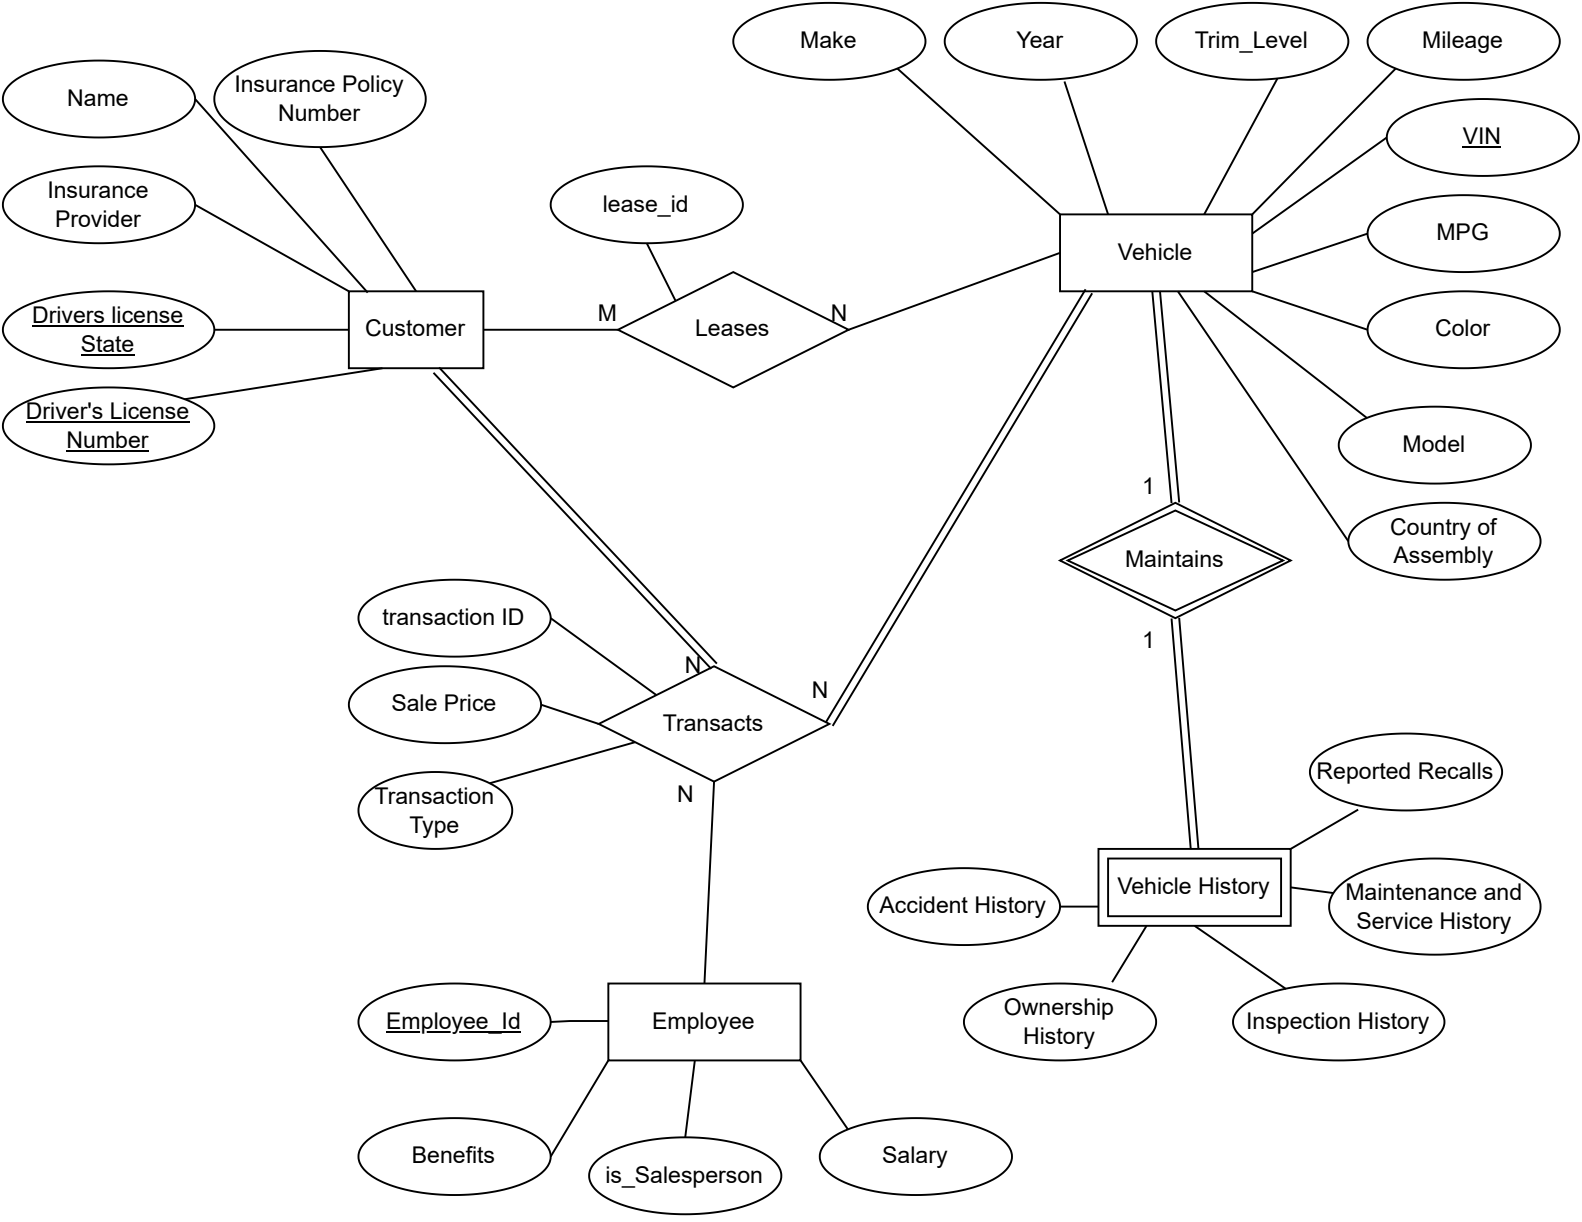 Make
Year
Trim_Level
Mileage
Name
Insurance Policy
Number
VIN
Insurance
Provider
lease_id
MPG
Vehicle
Drivers license
State
Customer
M
Leases
N
Color
Driver's License
Number
Model
1
Country of
Assembly
Maintains
transaction ID
1
N
N
Sale Price
Transacts
Reported Recalls
Transaction
Type
N
Vehicle History
Maintenance and
Service History
Accident History
Employee_Id
Employee
Ownership
History
Inspection History
Benefits
is_Salesperson
Salary